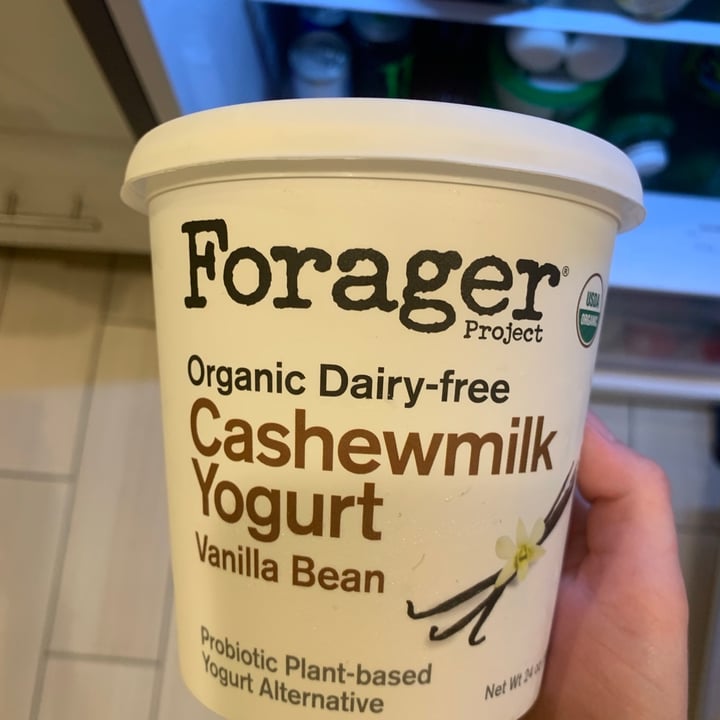 Forager®
Project
USDA
ORGANIC
Organic Dairy-free
Cashewmilk
Yogurt
Vanilla Bean
Probiotic Plant-based
Yogurt Alternative
Net Wt 24 oz